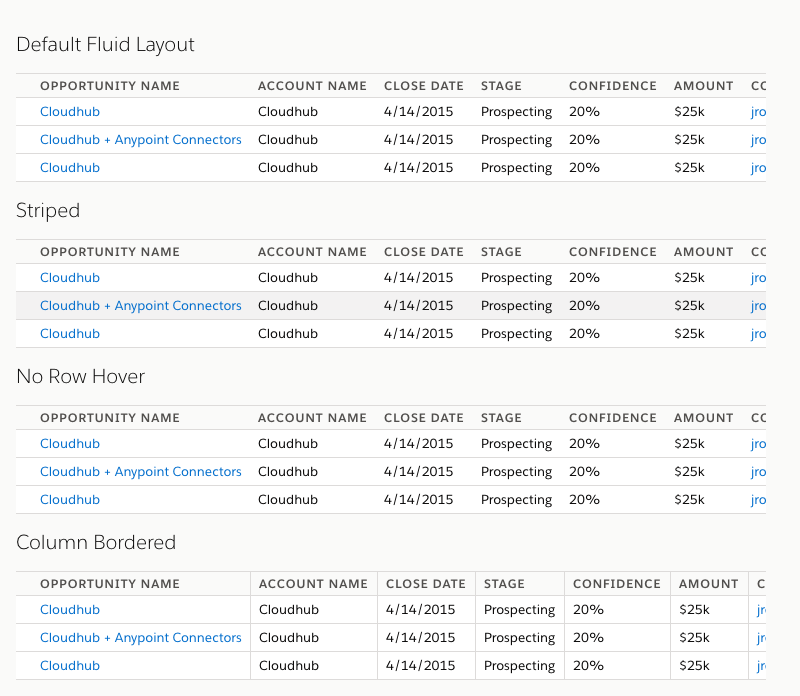 Default Fluid Layout
OPPORTUNITY NAME ACCOUNT NAME CLOSE DATE STAGE CONFIDENCE AMOUNT CO
Cloudhub Cloudhub 4/14/2015 Prospecting 20% $25k jro
Cloudhub + Anypoint Connectors Cloudhub 4/14/2015 Prospecting 20% $25k jro
Cloudhub Cloudhub 4/14/2015 Prospecting 20% $25k jro
Striped
OPPORTUNITY NAME ACCOUNT NAME CLOSE DATE STAGE CONFIDENCE AMOUNT CO
Cloudhub Cloudhub 4/14/2015 Prospecting 20% $25k jro
Cloudhub + Anypoint Connectors Cloudhub 4/14/2015 Prospecting 20% $25k jro
Cloudhub Cloudhub 4/14/2015 Prospecting 20% $25k jro
No Row Hover
OPPORTUNITY NAME ACCOUNT NAME CLOSE DATE STAGE CONFIDENCE AMOUNT CO
Cloudhub Cloudhub 4/14/2015 Prospecting 20% $25k jro
Cloudhub + Anypoint Connectors Cloudhub 4/14/2015 Prospecting 20% $25k jro
Cloudhub Cloudhub 4/14/2015 Prospecting 20% $25k jro
Column Bordered
OPPORTUNITY NAME ACCOUNT NAME CLOSE DATE STAGE CONFIDENCE AMOUNT C
Cloudhub Cloudhub 4/14/2015 Prospecting 20% $25k jr
Cloudhub + Anypoint Connectors Cloudhub 4/14/2015 Prospecting 20% $25k jr
Cloudhub Cloudhub 4/14/2015 Prospecting 20% $25k jr